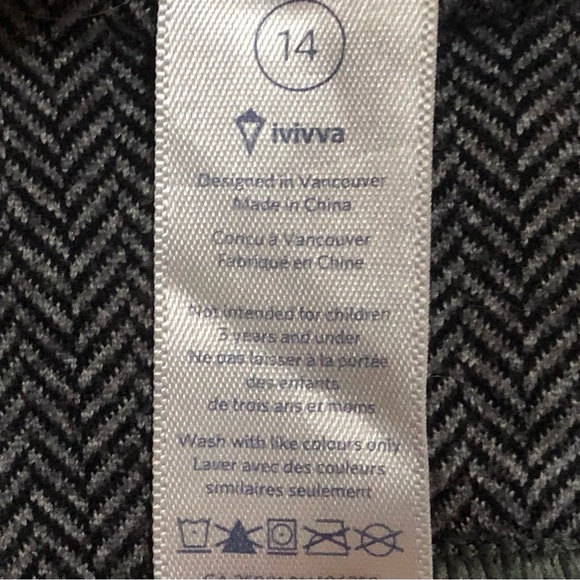 14
ivivva
Designed in Vancouver
Made in China
Conçu à Vancouver
Fabriqué en Chine
Not intended for children
3 years and under
Ne pas laisser à la portée
des enfants
de trois ans et moins
Wash with like colours only
Laver avec des couleurs
similaires seulement